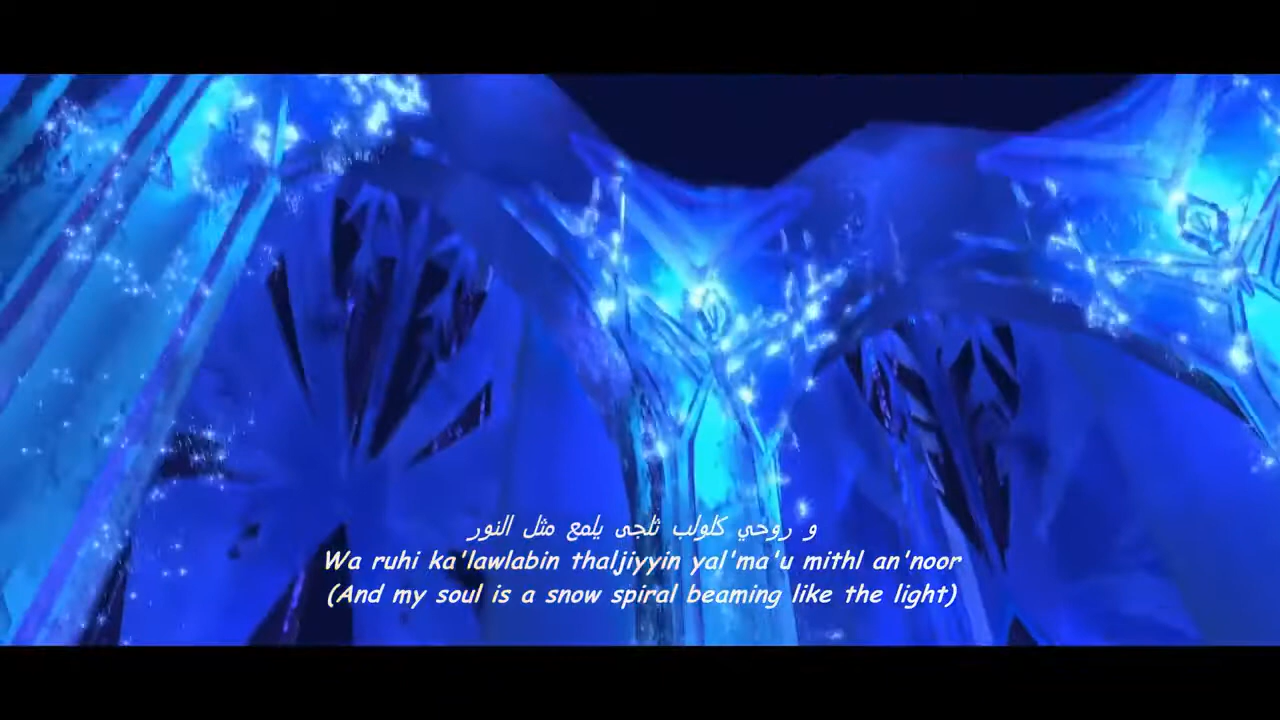 و روحي كلولب ثلجى يلمع مثل النور
Wa ruhi ka'lawlabin thaljiyyin yal'ma'u mithl an'noor
(And my soul is a snow spiral beaming like the light)